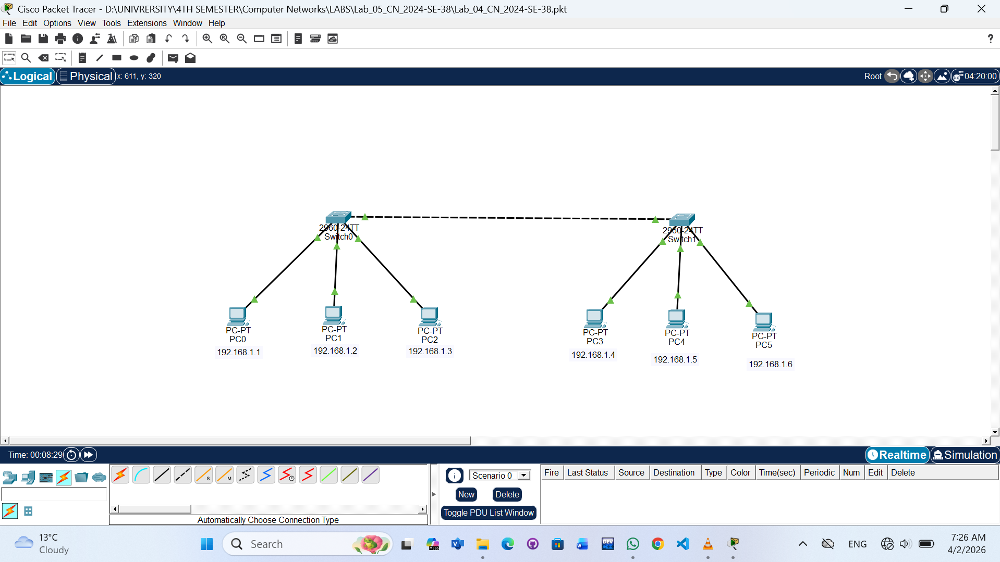 Cisco Packet Tracer - D:\UNIVRERSITY\4TH SEMESTER\Computer Networks\LABS\Lab_05_CN_2024-SE-38\Lab_04_CN_2024-SE-38.pkt
File Edit Options View Tools Extensions Window Help
?
Logical Physical x: 611, y: 320 Root 04:20:00
2960-24TT
Switch0
2960-24TT
Switch1
PC-PT
PC0
192.168.1.1
PC-PT
PC1
192.168.1.2
PC-PT
PC2
192.168.1.3
PC-PT
PC3
192.168.1.4
PC-PT
PC4
192.168.1.5
PC-PT
PC5
192.168.1.6
Time: 00:08:29 Realtime Simulation
S M
Automatically Choose Connection Type
Scenario 0
New Delete
Toggle PDU List Window
Fire Last Status Source Destination Type Color Time(sec) Periodic Num Edit Delete
13°C
Cloudy
Search
M365
DEV
ENG
7:26 AM
4/2/2026